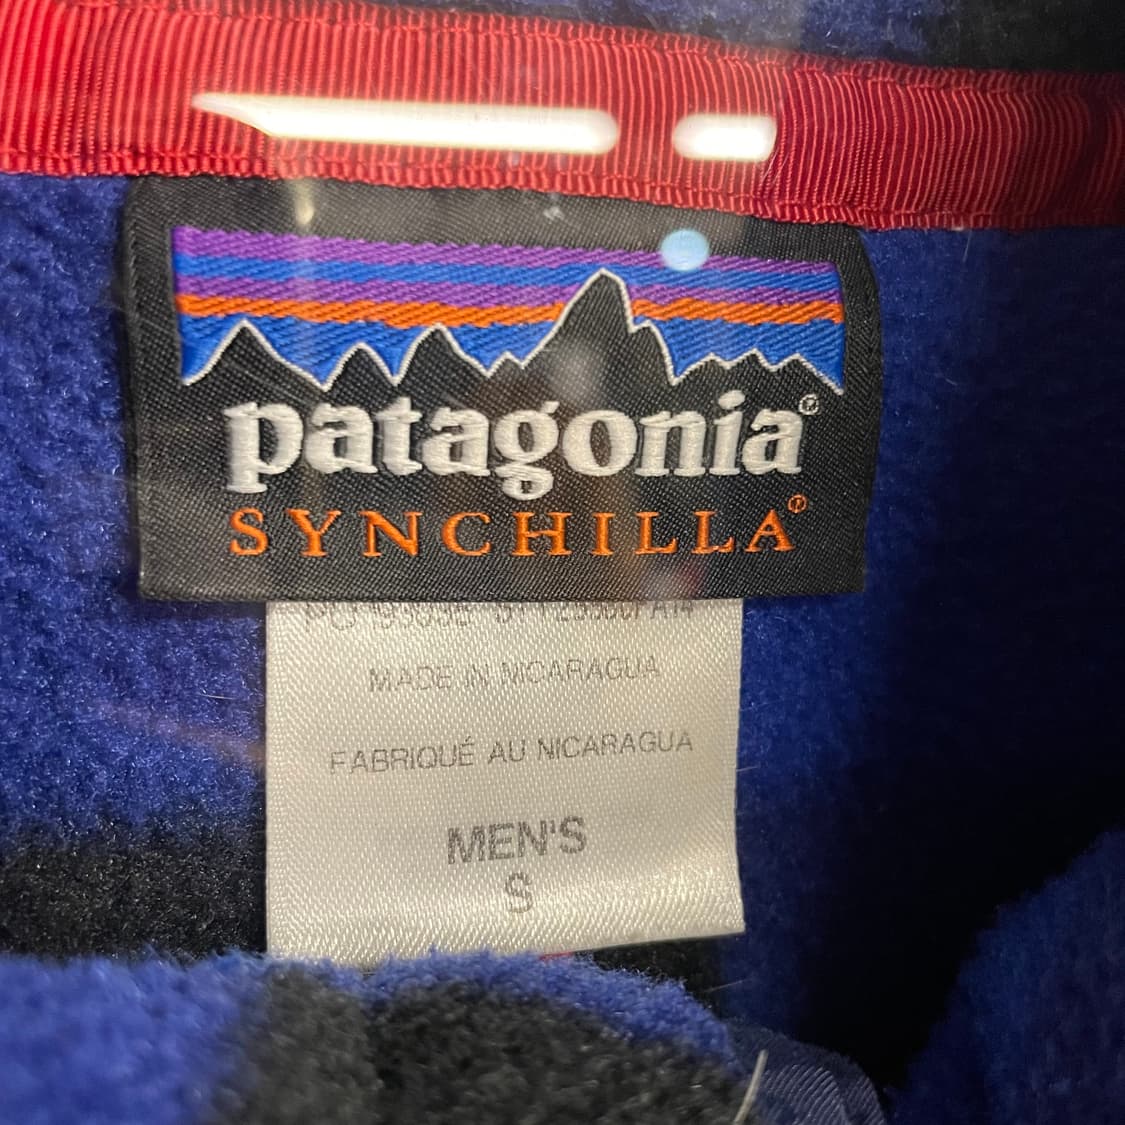 patagonia®
SYNCHILLA®
MADE IN NICARAGUA
FABRIQUÉ AU NICARAGUA
MEN'S
S